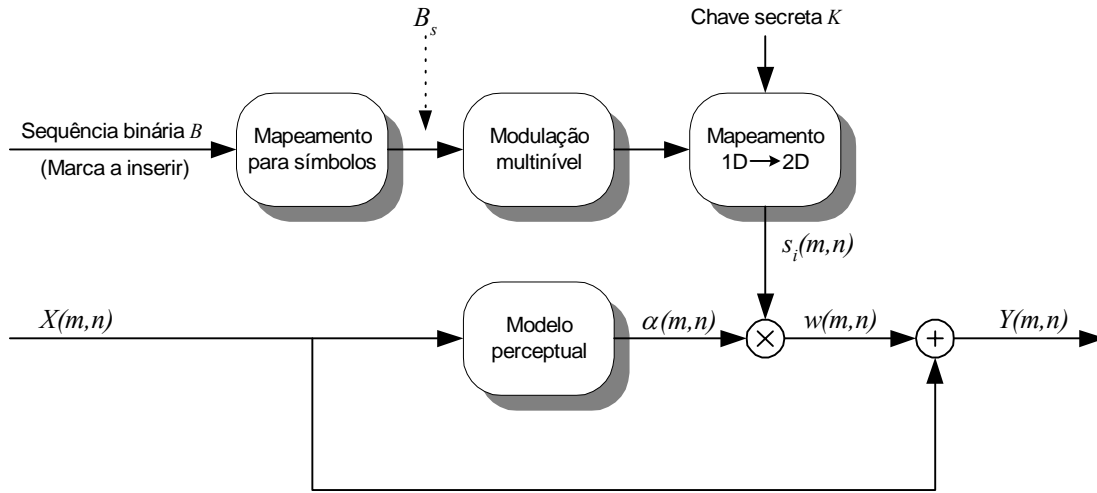 B_s
Chave secreta K
Sequência binária B
(Marca a inserir)
Mapeamento
para símbolos
Modulação
multinível
Mapeamento
1D → 2D
s_i(m,n)
X(m,n)
Modelo
perceptual
α(m,n)
×
w(m,n)
+
Y(m,n)